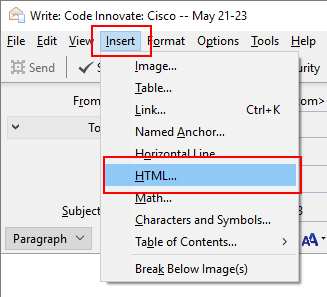 Write: Code Innovate: Cisco -- May 21-23
File Edit View Insert Format Options Tools Help
Send
From
To
Subject
Paragraph
Image...
Table...
Link... Ctrl+K
Named Anchor...
Horizontal Line
HTML...
Math...
Characters and Symbols...
Table of Contents...
Break Below Image(s)
com>
urity
3
A